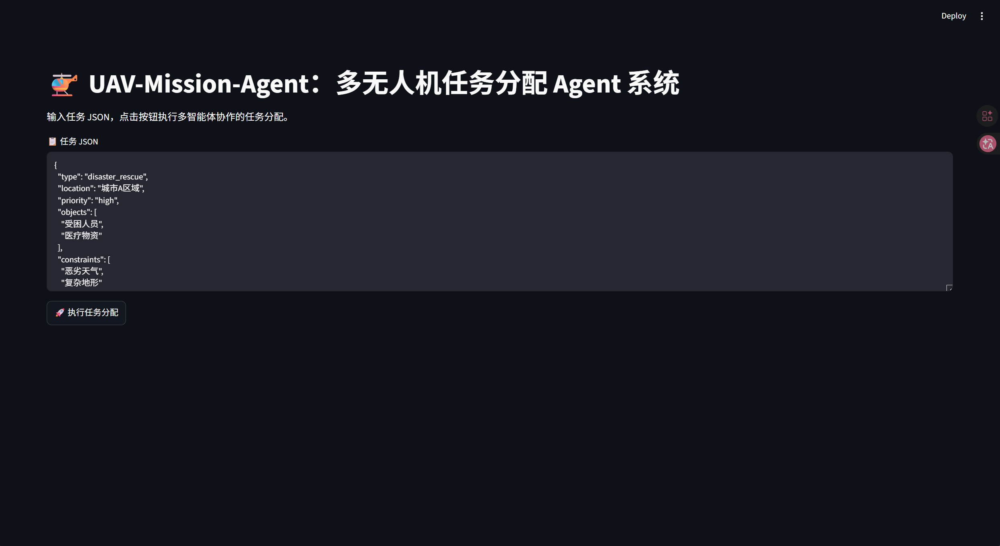 Deploy
UAV-Mission-Agent：多无人机任务分配 Agent 系统
输入任务 JSON，点击按钮执行多智能体协作的任务分配。
任务 JSON
{
"type": "disaster_rescue",
"location": "城市A区域",
"priority": "high",
"objects": [
"受困人员",
"医疗物资"
],
"constraints": [
"恶劣天气",
"复杂地形"
执行任务分配